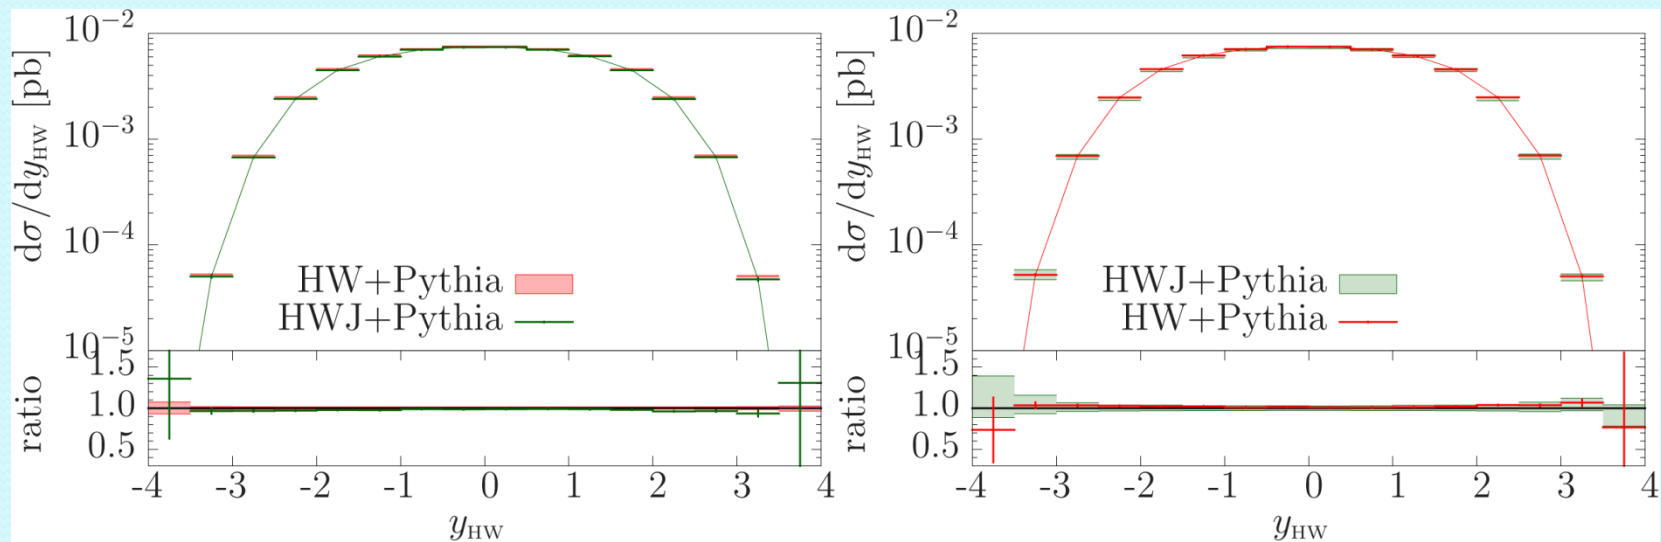 10⁻²
10⁻³
10⁻⁴
10⁻⁵
dσ/dy_HW [pb]
HW+Pythia
HWJ+Pythia
1.5
1.0
0.5
ratio
-4 -3 -2 -1 0 1 2 3 4
y_HW
10⁻²
10⁻³
10⁻⁴
10⁻⁵
dσ/dy_HW [pb]
HWJ+Pythia
HW+Pythia
1.5
1.0
0.5
ratio
-4 -3 -2 -1 0 1 2 3 4
y_HW